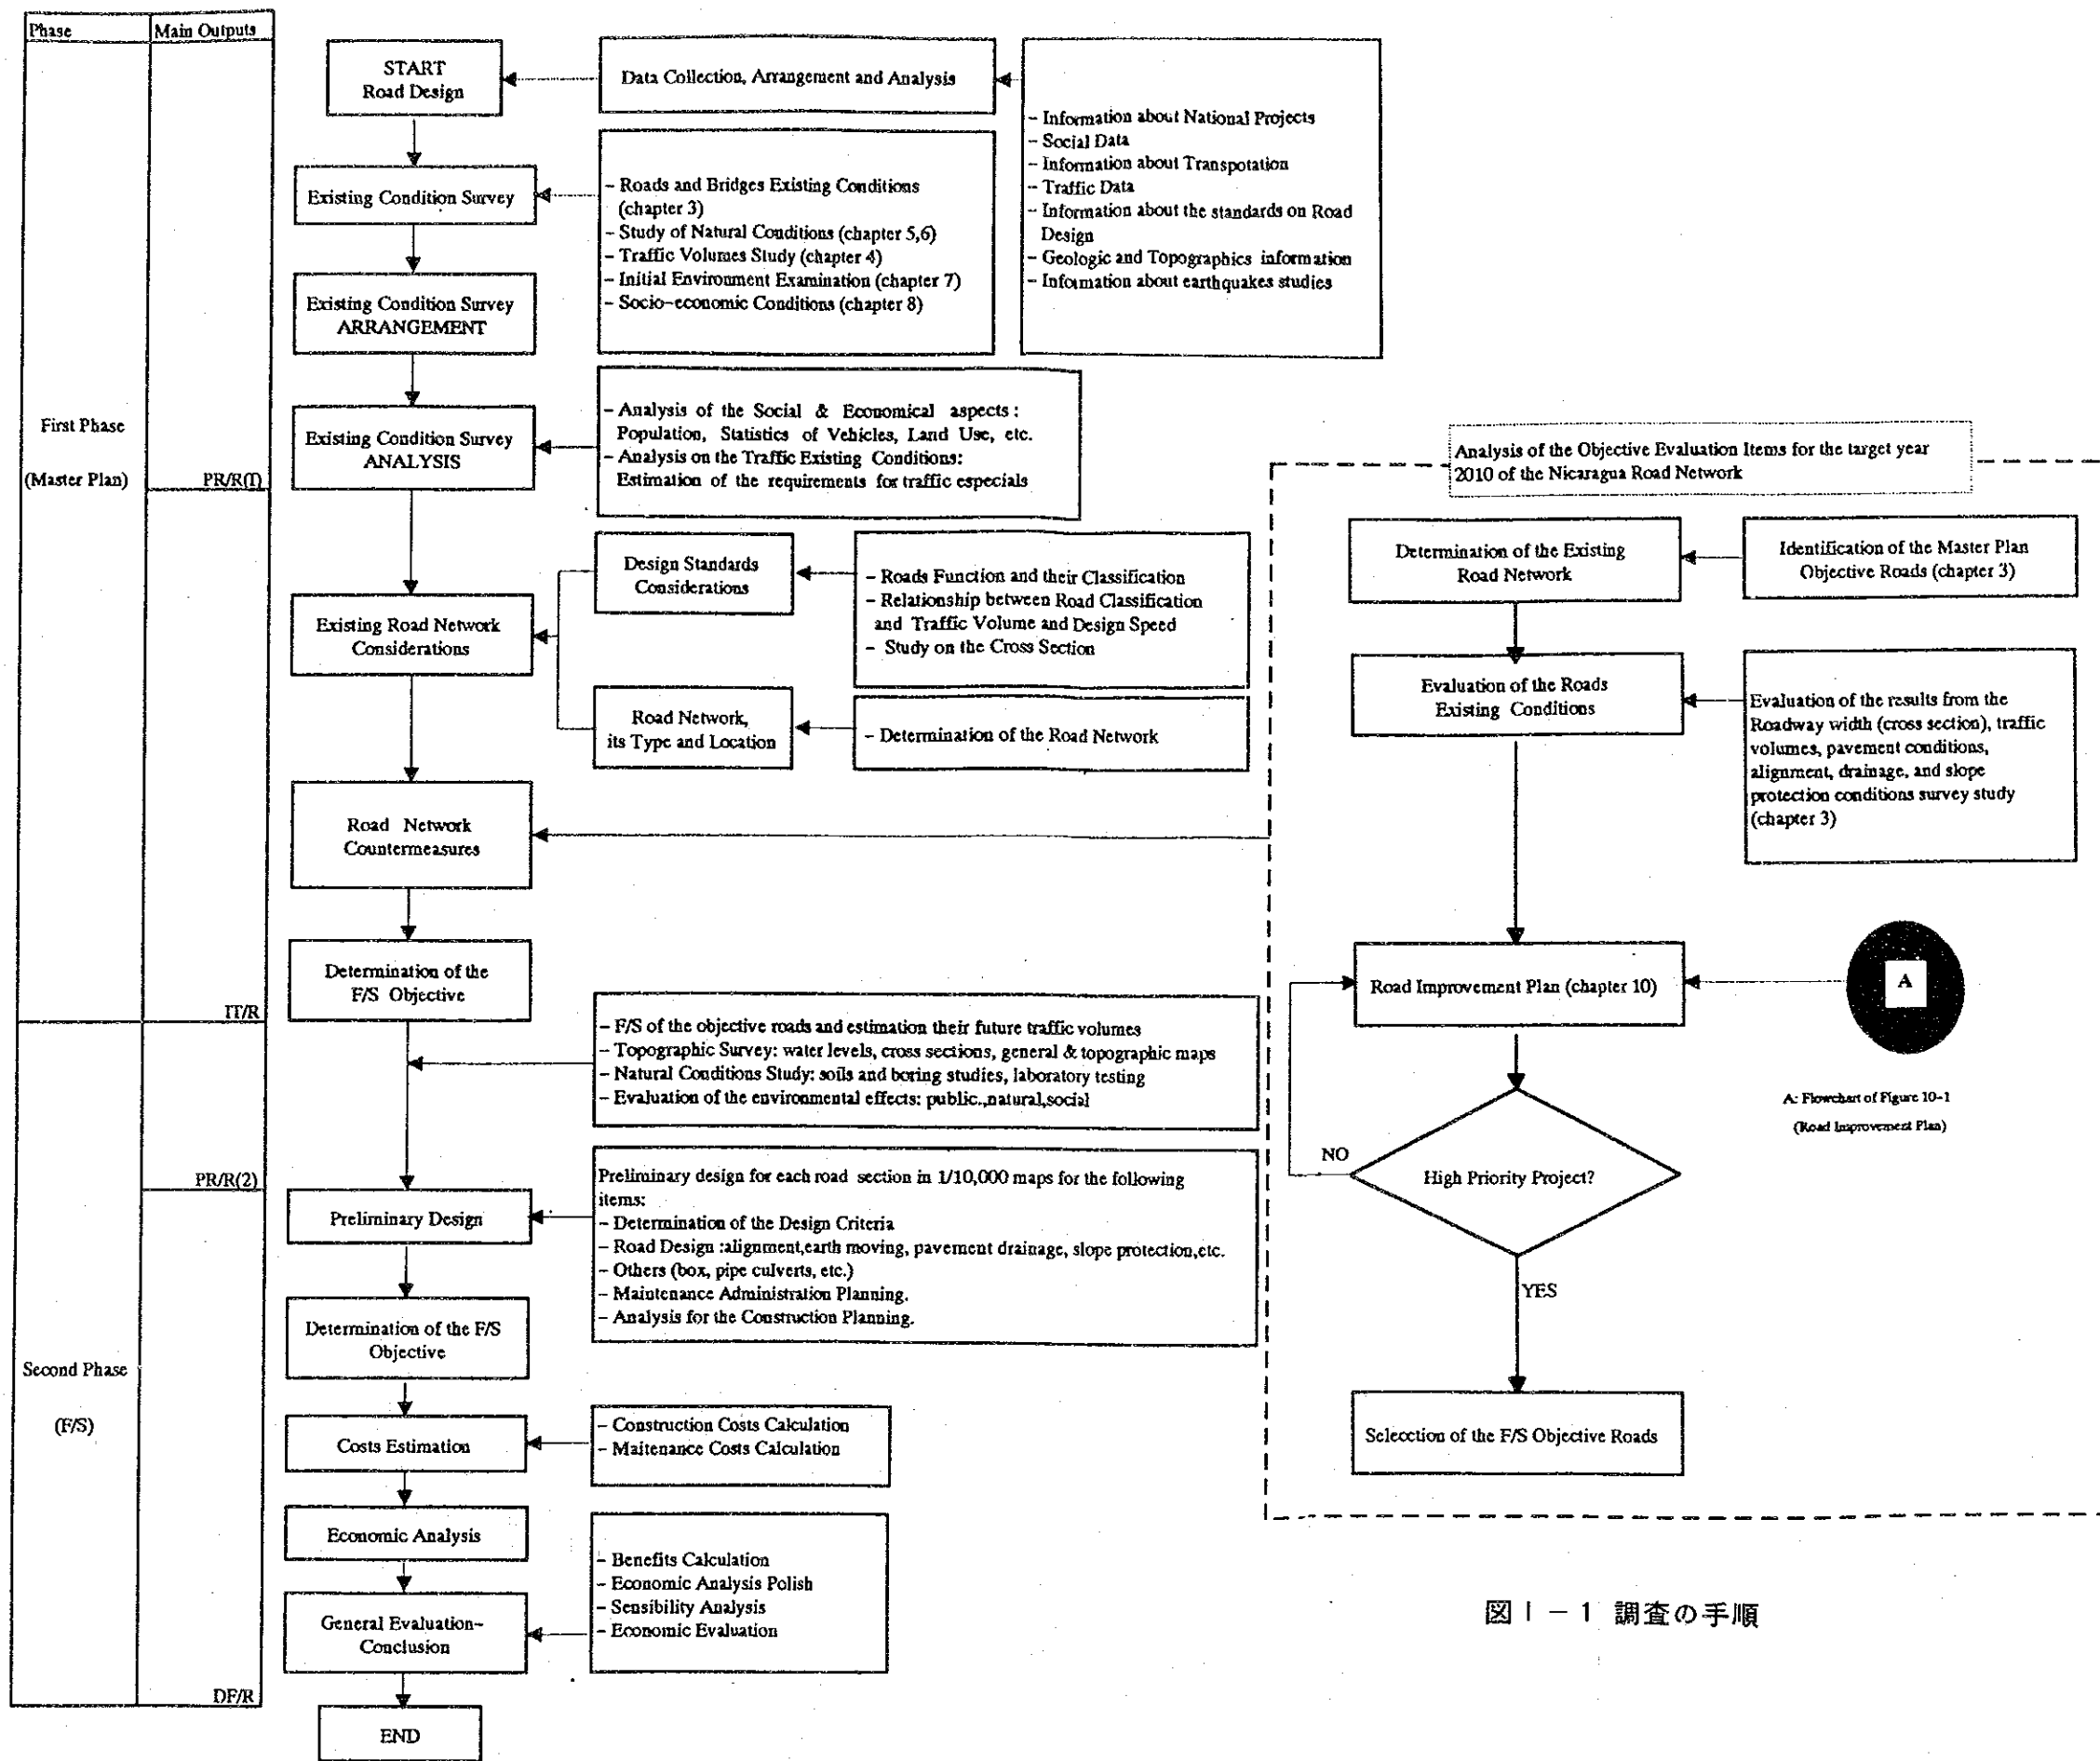 Phase
Main Outputs
First Phase
(Master Plan)
PR/R(1)
IT/R
PR/R(2)
Second Phase
(F/S)
DF/R
START
Road Design
Data Collection, Arrangement and Analysis
- Information about National Projects
- Social Data
- Information about Transpotation
- Traffic Data
- Information about the standards on Road
Design
- Geologic and Topographics information
- Information about earthquakes studies
Existing Condition Survey
- Roads and Bridges Existing Conditions
(chapter 3)
- Study of Natural Conditions (chapter 5,6)
- Traffic Volumes Study (chapter 4)
- Initial Environment Examination (chapter 7)
- Socio-economic Conditions (chapter 8)
Existing Condition Survey
ARRANGEMENT
Existing Condition Survey
ANALYSIS
- Analysis of the Social & Economical aspects :
Population, Statistics of Vehicles, Land Use, etc.
- Analysis on the Traffic Existing Conditions:
Estimation of the requirements for traffic especials
Existing Road Network
Considerations
Design Standards
Considerations
- Roads Function and their Classification
- Relationship between Road Classification
and Traffic Volume and Design Speed
- Study on the Cross Section
Road Network,
its Type and Location
- Determination of the Road Network
Road Network
Countermeasures
Determination of the
F/S Objective
- F/S of the objective roads and estimation their future traffic volumes
- Topographic Survey: water levels, cross sections, general & topographic maps
- Natural Conditions Study: soils and boring studies, laboratory testing
- Evaluation of the environmental effects: public.,natural,social
Preliminary Design
Preliminary design for each road section in 1/10,000 maps for the following
items:
- Determination of the Design Criteria
- Road Design :alignment,earth moving, pavement drainage, slope protection,etc.
- Others (box, pipe culverts, etc.)
- Maintenance Administration Planning.
- Analysis for the Construction Planning.
Determination of the F/S
Objective
Costs Estimation
- Construction Costs Calculation
- Maitenance Costs Calculation
Economic Analysis
- Benefits Calculation
- Economic Analysis Polish
- Sensibility Analysis
- Economic Evaluation
General Evaluation-
Conclusion
END
Analysis of the Objective Evaluation Items for the target year
2010 of the Nicaragua Road Network
Determination of the Existing
Road Network
Identification of the Master Plan
Objective Roads (chapter 3)
Evaluation of the Roads
Existing Conditions
Evaluation of the results from the
Roadway width (cross section), traffic
volumes, pavement conditions,
alignment, drainage, and slope
protection conditions survey study
(chapter 3)
Road Improvement Plan (chapter 10)
A
A: Flowchart of Figure 10-1
(Road Improvement Plan)
NO
High Priority Project?
YES
Selecction of the F/S Objective Roads
図 I - 1 調査の手順